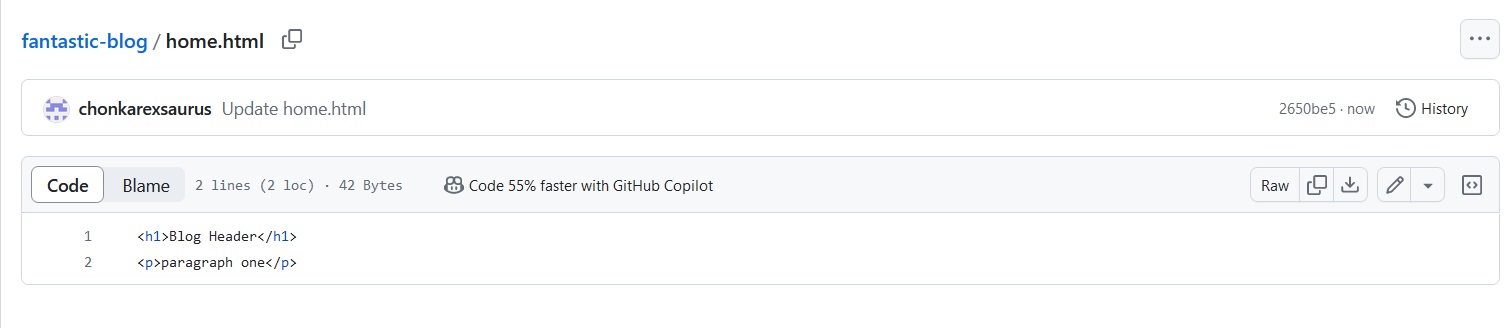 fantastic-blog / home.html
chonkarexsaurus Update home.html 2650be5 · now History
Code Blame 2 lines (2 loc) · 42 Bytes Code 55% faster with GitHub Copilot Raw
1 <h1>Blog Header</h1>
2 <p>paragraph one</p>